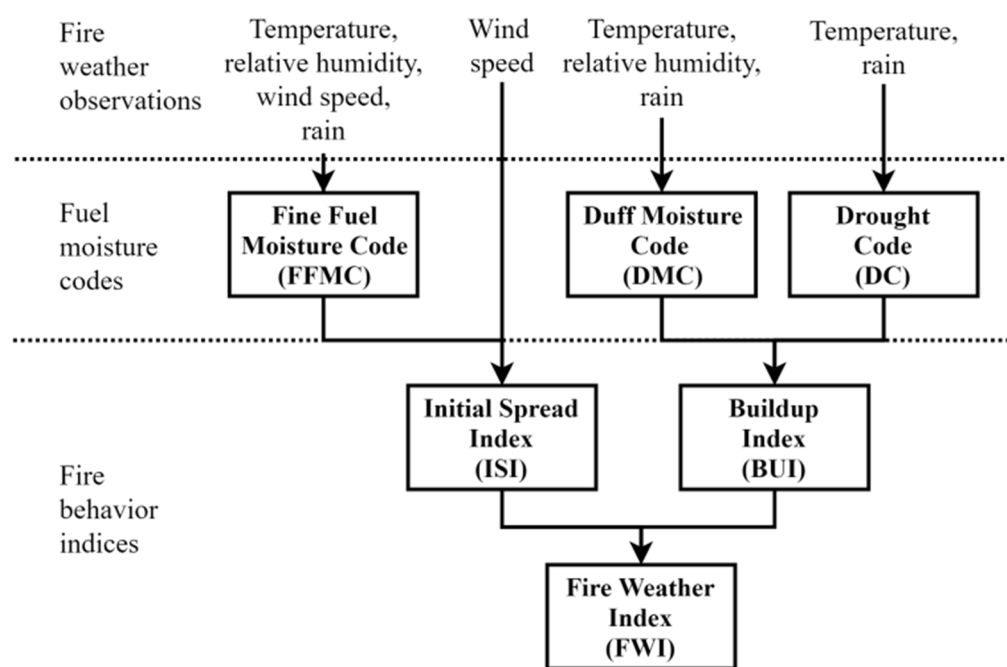 Fire
weather
observations
Temperature,
relative humidity,
wind speed,
rain
Wind
speed
Temperature,
relative humidity,
rain
Temperature,
rain
Fuel
moisture
codes
Fine Fuel
Moisture Code
(FFMC)
Duff Moisture
Code
(DMC)
Drought
Code
(DC)
Fire
behavior
indices
Initial Spread
Index
(ISI)
Buildup
Index
(BUI)
Fire Weather
Index
(FWI)